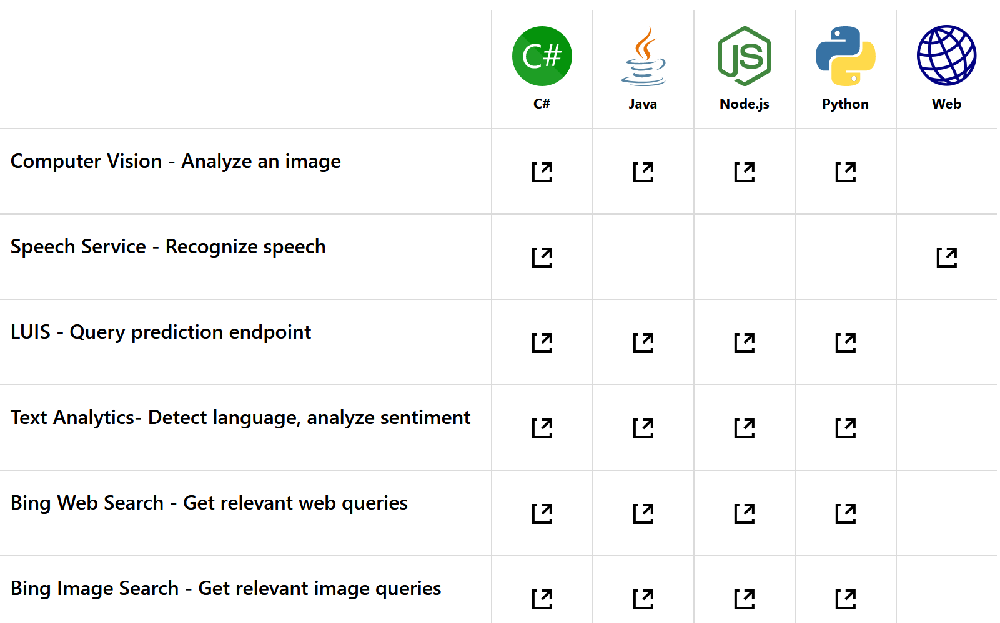 C#
JS
C#
Java
Node.js
Python
Web
Computer Vision - Analyze an image
Speech Service - Recognize speech
LUIS - Query prediction endpoint
Text Analytics- Detect language, analyze sentiment
Bing Web Search - Get relevant web queries
Bing Image Search - Get relevant image queries